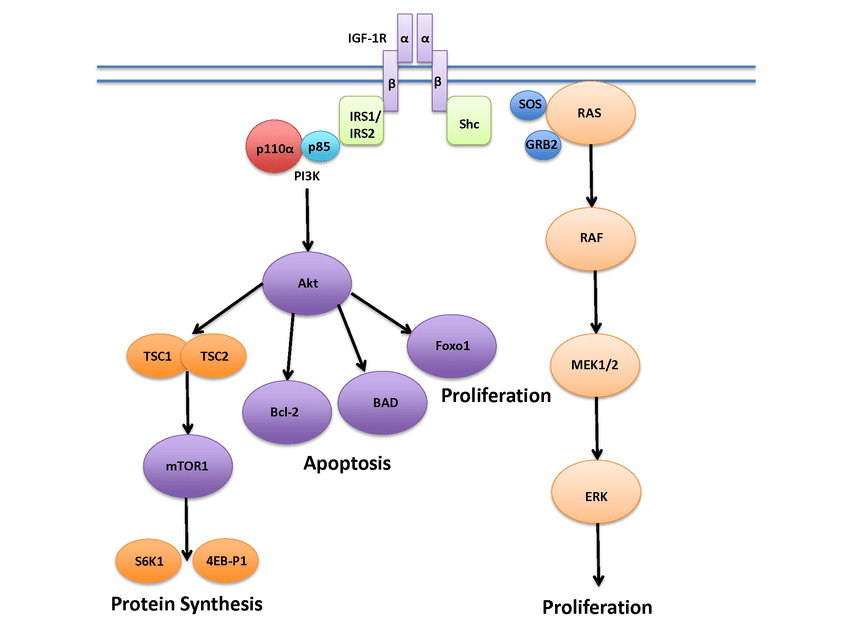 IGF-1R
α α
β β
IRS1/
IRS2
Shc
SOS
RAS
GRB2
p110α
p85
PI3K
RAF
Akt
TSC1
TSC2
Foxo1
MEK1/2
Bcl-2
BAD
Proliferation
Apoptosis
mTOR1
ERK
S6K1
4EB-P1
Protein Synthesis
Proliferation